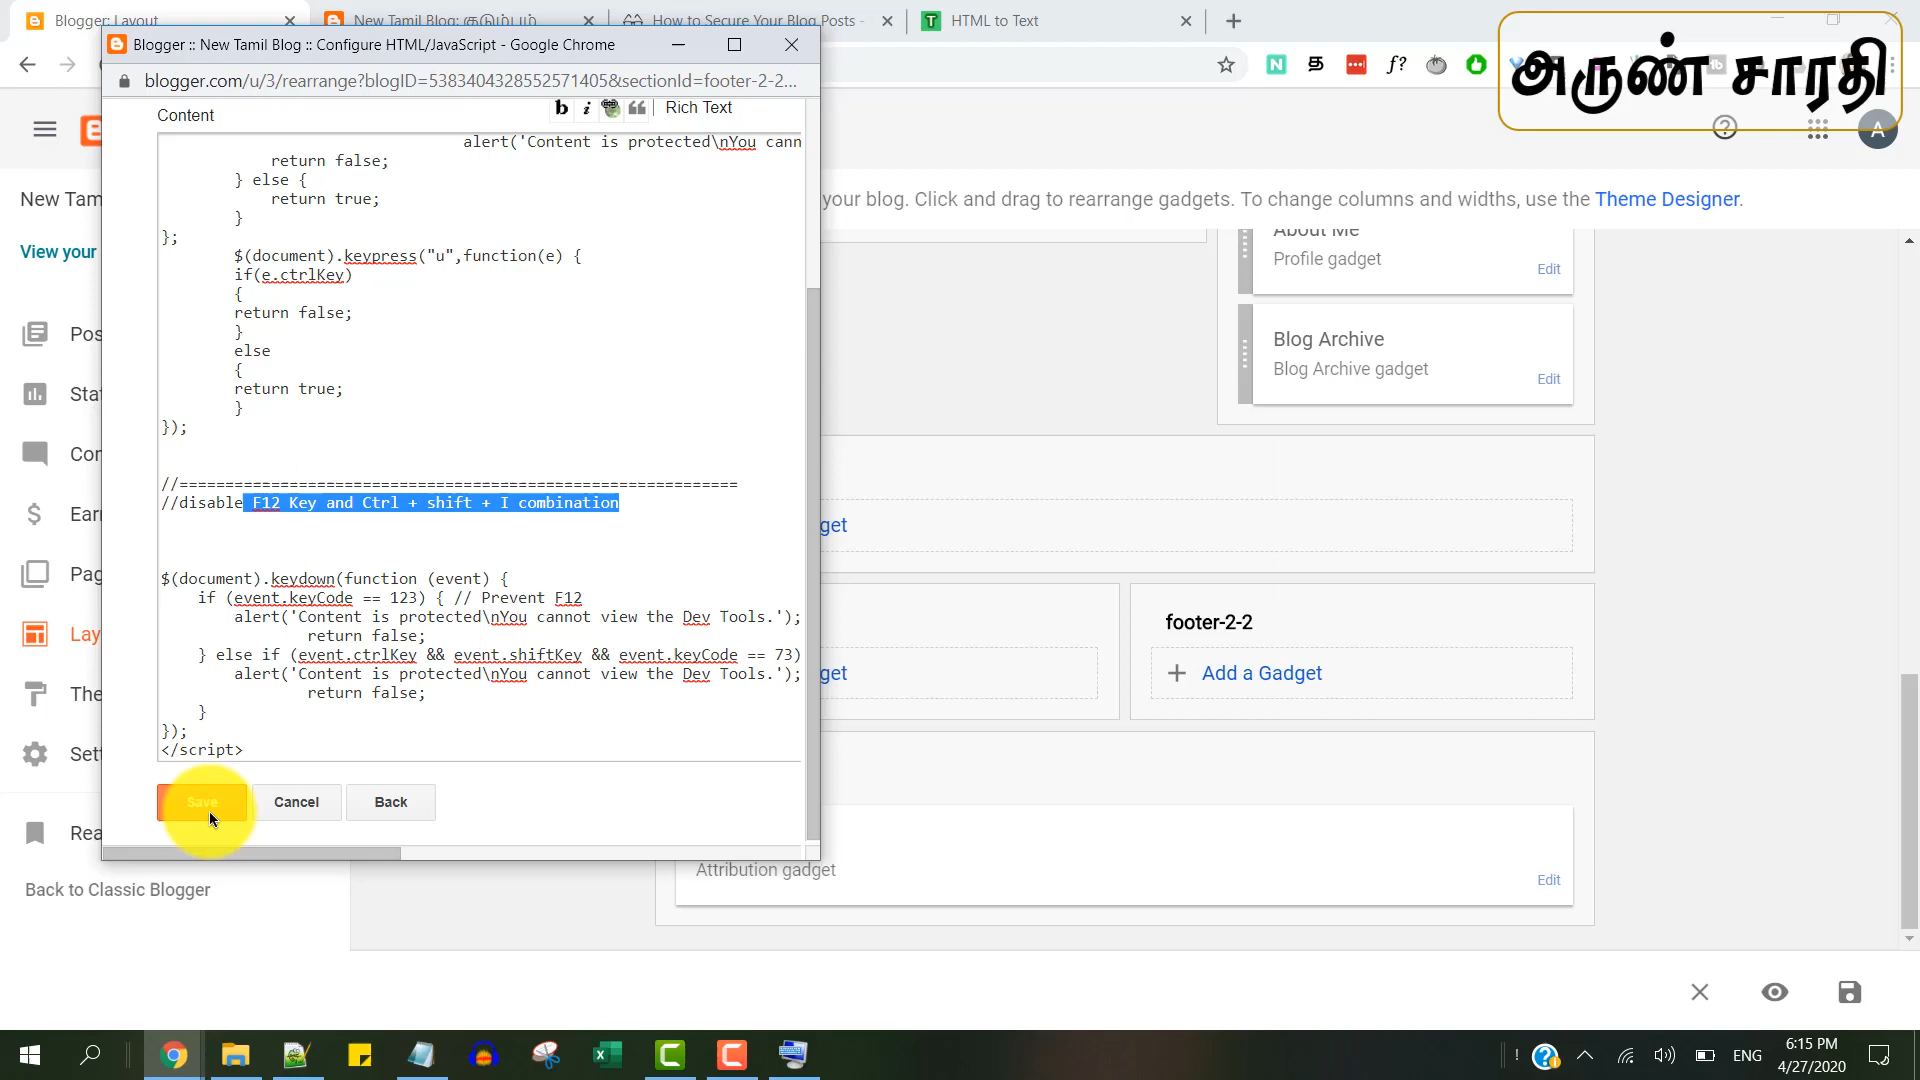 Blogger: Layout
New Tamil Blog: குடும்பம்
How to Secure Your Blog Posts -
HTML to Text
Blogger :: New Tamil Blog :: Configure HTML/JavaScript - Google Chrome
அருண் சாரதி
blogger.com/u/3/rearrange?blogID=5383404328552571405&sectionId=footer-2-2...
Content
b i Rich Text
alert('Content is protected\nYou cann
return false;
} else {
return true;
}
};
$(document).keypress("u",function(e) {
if(e.ctrlKey)
{
return false;
}
else
{
return true;
}
});
//=============================================================
//disable F12 Key and Ctrl + shift + I combination
$(document).keydown(function (event) {
if (event.keyCode == 123) { // Prevent F12
alert('Content is protected\nYou cannot view the Dev Tools.');
return false;
} else if (event.ctrlKey && event.shiftKey && event.keyCode == 73)
alert('Content is protected\nYou cannot view the Dev Tools.');
return false;
}
});
</script>
Save
Cancel
Back
New Tam
View your
Pos
Stat
Con
Earn
Pag
Lay
The
Sett
Rea
Back to Classic Blogger
your blog. Click and drag to rearrange gadgets. To change columns and widths, use the Theme Designer.
About Me
Profile gadget
Edit
Blog Archive
Blog Archive gadget
Edit
get
get
footer-2-2
Add a Gadget
Attribution gadget
Edit
A
ENG
6:15 PM
4/27/2020